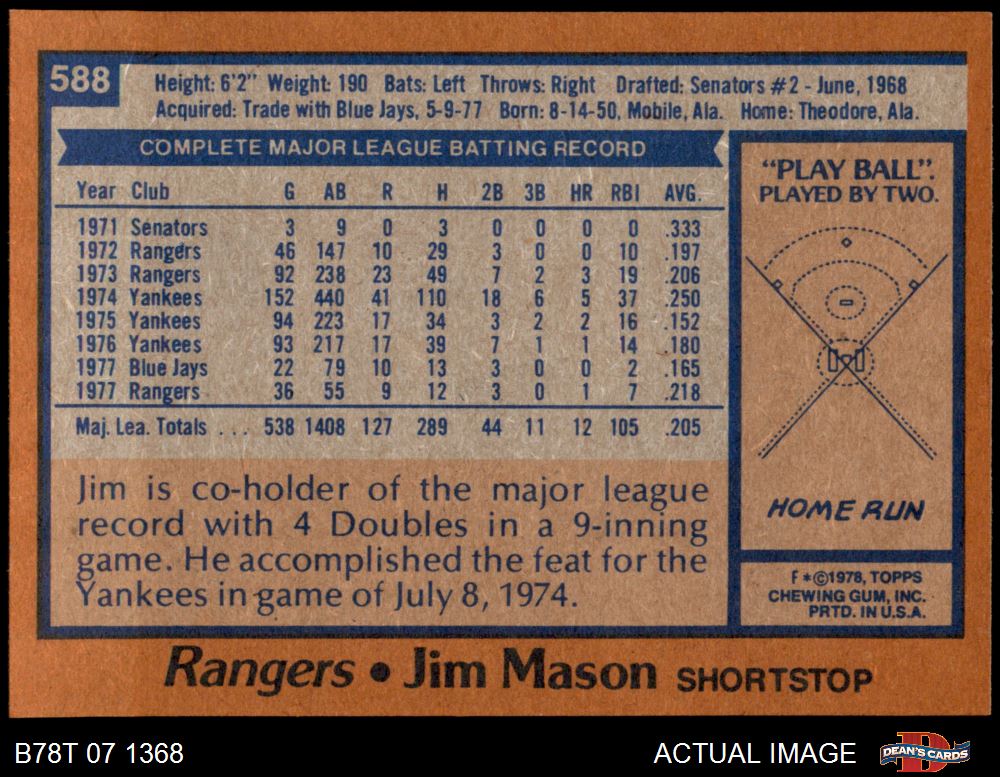 588
Height: 6'2" Weight: 190 Bats: Left Throws: Right Drafted: Senators #2 - June, 1968
Acquired: Trade with Blue Jays, 5-9-77 Born: 8-14-50, Mobile, Ala. Home: Theodore, Ala.
COMPLETE MAJOR LEAGUE BATTING RECORD
Year Club G AB R H 2B 3B HR RBI AVG.
1971 Senators 3 9 0 3 0 0 0 0 .333
1972 Rangers 46 147 10 29 3 0 0 10 .197
1973 Rangers 92 238 23 49 7 2 3 19 .206
1974 Yankees 152 440 41 110 18 6 5 37 .250
1975 Yankees 94 223 17 34 3 2 2 16 .152
1976 Yankees 93 217 17 39 7 1 1 14 .180
1977 Blue Jays 22 79 10 13 3 0 0 2 .165
1977 Rangers 36 55 9 12 3 0 1 7 .218
Maj. Lea. Totals ... 538 1408 127 289 44 11 12 105 .205
Jim is co-holder of the major league
record with 4 Doubles in a 9-inning
game. He accomplished the feat for the
Yankees in game of July 8, 1974.
"PLAY BALL".
PLAYED BY TWO.
HOME RUN
F *©1978, TOPPS
CHEWING GUM, INC.
PRTD. IN U.S.A.
Rangers • Jim Mason SHORTSTOP
B78T 07 1368
ACTUAL IMAGE
DEAN'S CARDS